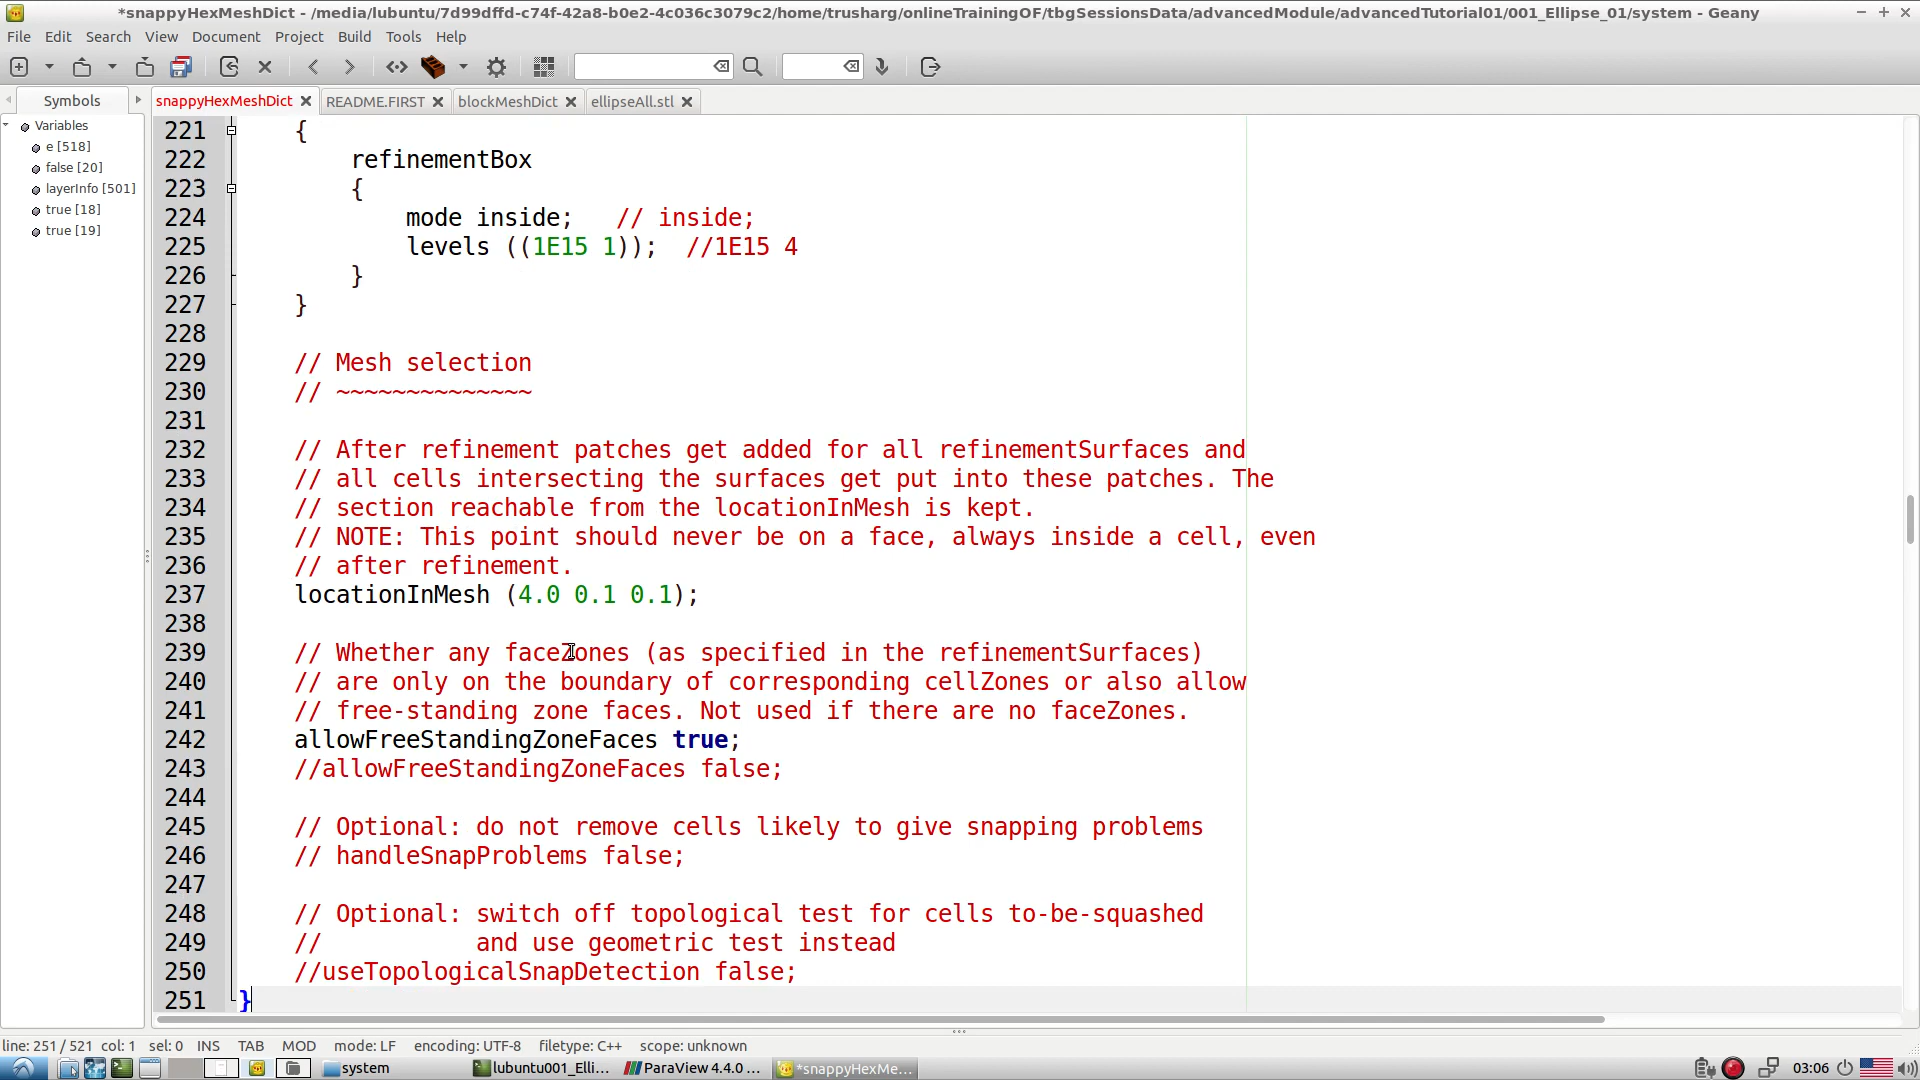 *snappyHexMeshDict - /media/lubuntu/7d99dffd-c74f-42a8-b0e2-4c036c3079c2/home/trusharg/onlineTrainingOF/tbgSessionsData/advancedModule/advancedTutorial01/001_Ellipse_01/system - Geany
File Edit Search View Document Project Build Tools Help
Symbols snappyHexMeshDict README.FIRST blockMeshDict ellipseAll.stl
Variables
e [518]
false [20]
layerInfo [501]
true [18]
true [19]
221 {
222 refinementBox
223 {
224 mode inside; // inside;
225 levels ((1E15 1)); //1E15 4
226 }
227 }
228
229 // Mesh selection
230 // ~~~~~~~~~~~~~~
231
232 // After refinement patches get added for all refinementSurfaces and
233 // all cells intersecting the surfaces get put into these patches. The
234 // section reachable from the locationInMesh is kept.
235 // NOTE: This point should never be on a face, always inside a cell, even
236 // after refinement.
237 locationInMesh (4.0 0.1 0.1);
238
239 // Whether any faceZones (as specified in the refinementSurfaces)
240 // are only on the boundary of corresponding cellZones or also allow
241 // free-standing zone faces. Not used if there are no faceZones.
242 allowFreeStandingZoneFaces true;
243 //allowFreeStandingZoneFaces false;
244
245 // Optional: do not remove cells likely to give snapping problems
246 // handleSnapProblems false;
247
248 // Optional: switch off topological test for cells to-be-squashed
249 // and use geometric test instead
250 //useTopologicalSnapDetection false;
251 }
line: 251 / 521 col: 1 sel: 0 INS TAB MOD mode: LF encoding: UTF-8 filetype: C++ scope: unknown
system lubuntu001_Elli... ParaView 4.4.0 ... *snappyHexMe... 03:06